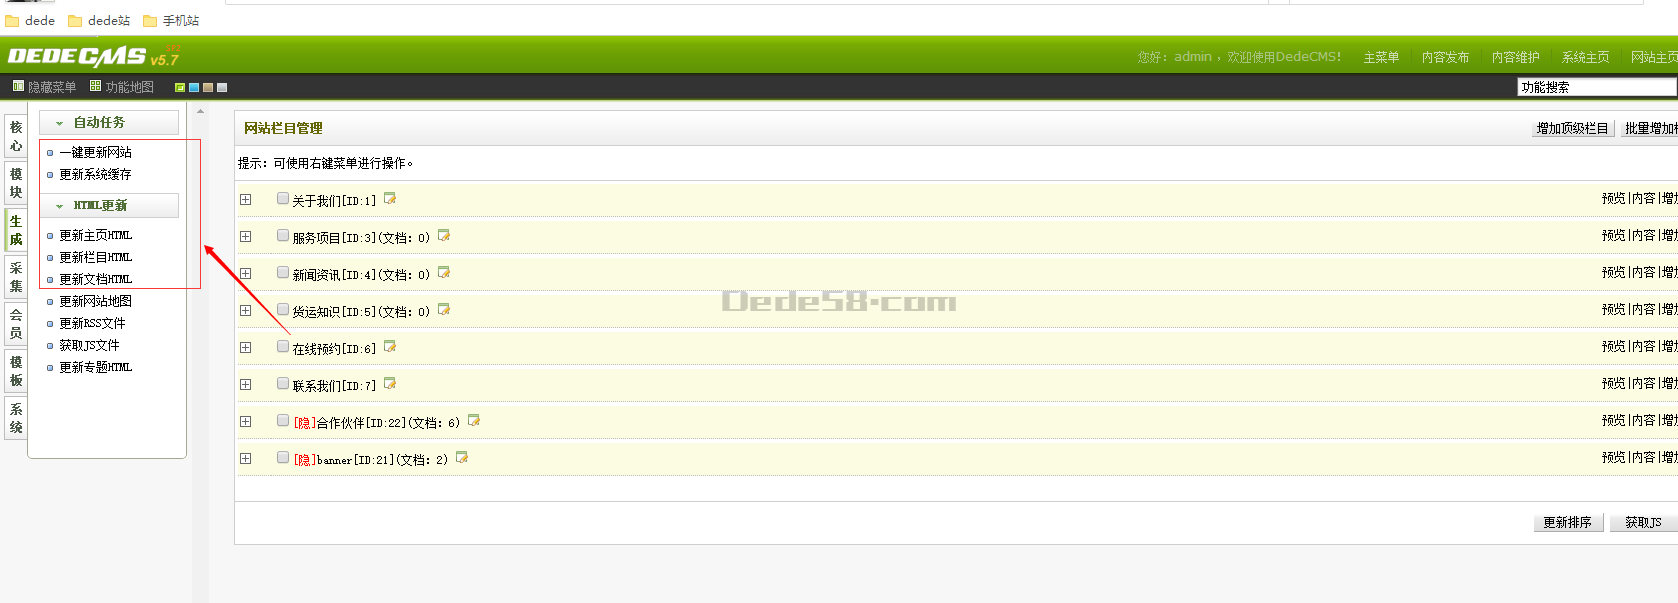 dede dede站 手机站
DEDECMS v5.7 SP2
您好：admin ，欢迎使用DedeCMS! 主菜单 内容发布 内容维护 系统主页 网站主页
隐藏菜单 功能地图 功能搜索
核心
模块
生成
采集
会员
模板
系统
自动任务
一键更新网站
更新系统缓存
HTML更新
更新主页HTML
更新栏目HTML
更新文档HTML
更新网站地图
更新RSS文件
获取JS文件
更新专题HTML
网站栏目管理 增加顶级栏目 批量增加
提示：可使用右键菜单进行操作。
关于我们[ID:1] 预览|内容|增加
服务项目[ID:3](文档：0) 预览|内容|增加
新闻资讯[ID:4](文档：0) 预览|内容|增加
货运知识[ID:5](文档：0) 预览|内容|增加
Dede58.com
在线预约[ID:6] 预览|内容|增加
联系我们[ID:7] 预览|内容|增加
[隐]合作伙伴[ID:22](文档：6) 预览|内容|增加
[隐]banner[ID:21](文档：2) 预览|内容|增加
更新排序 获取JS